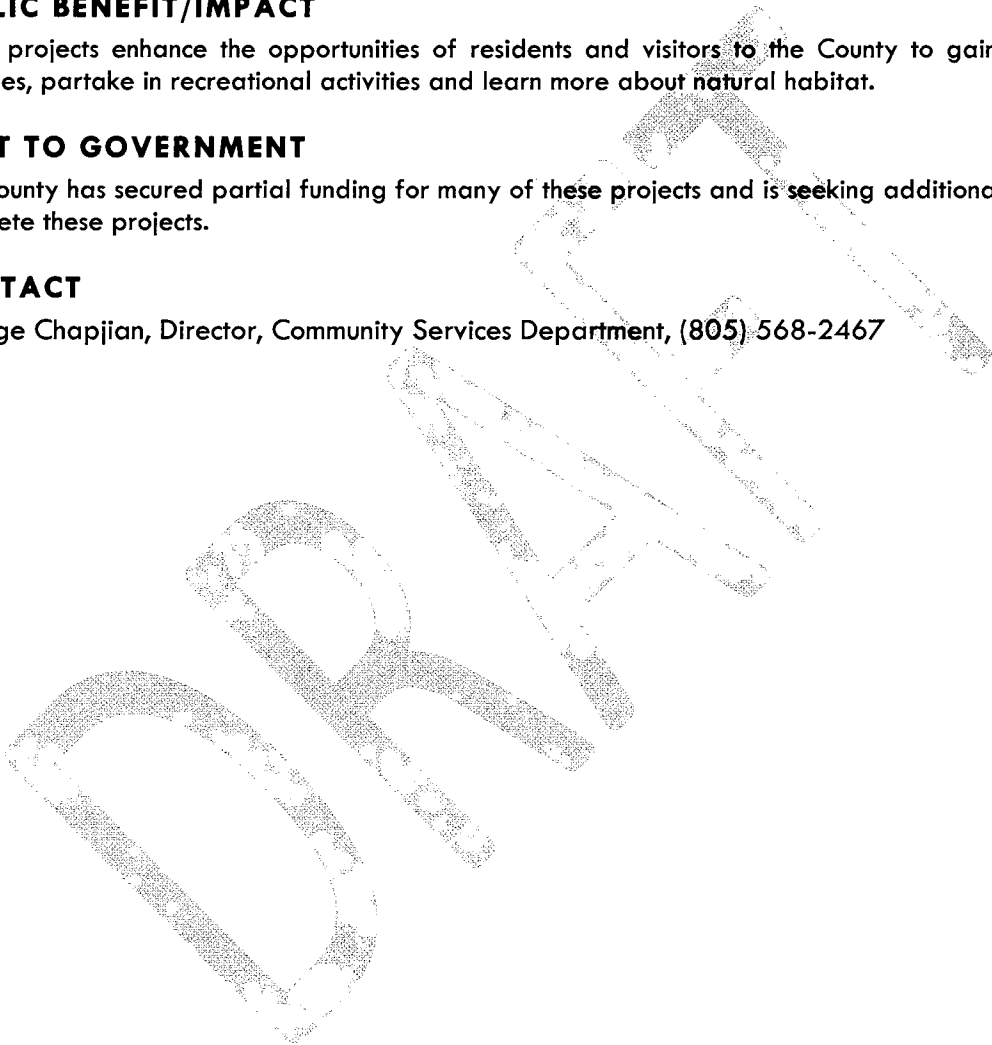 LIC BENEFIT/IMPACT
projects enhance the opportunities of residents and visitors to the County to gain
es, partake in recreational activities and learn more about natural habitat.
T TO GOVERNMENT
ounty has secured partial funding for many of these projects and is seeking additiona
ete these projects.
TACT
ge Chapjian, Director, Community Services Department, (805) 568-2467
DRAFT